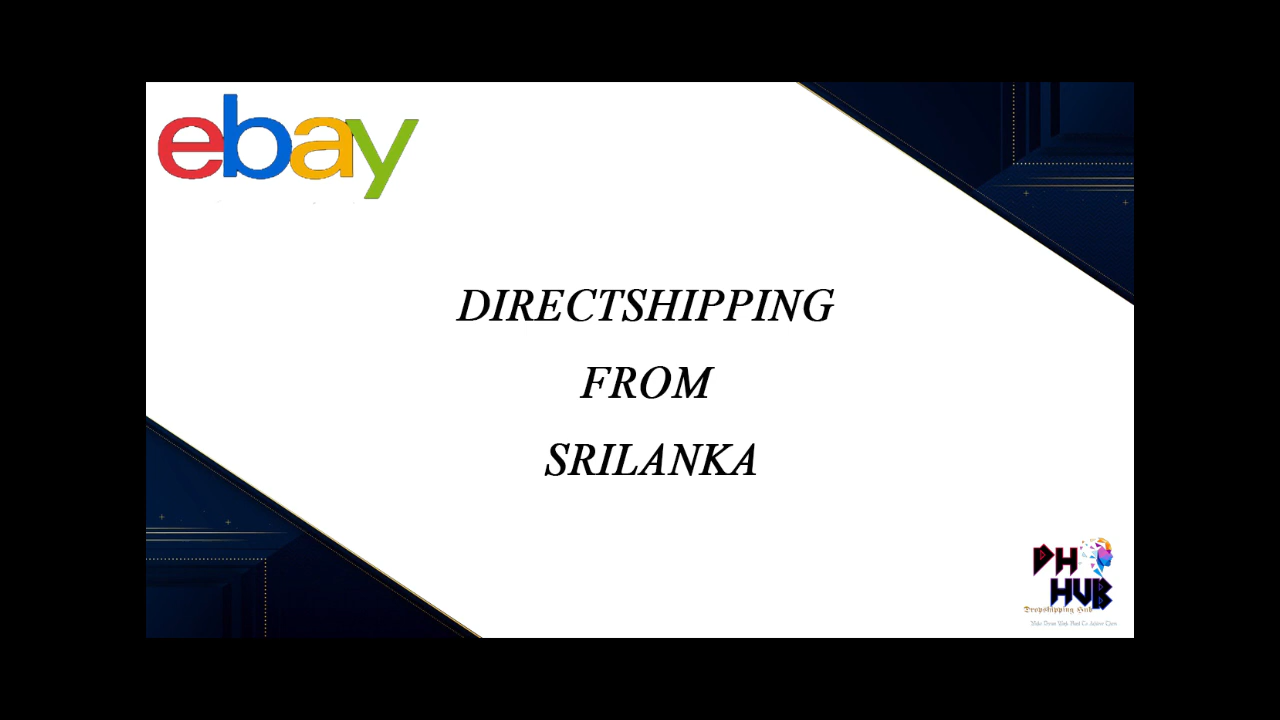 ebay
DIRECTSHIPPING
FROM
SRILANKA
DH
HUB
Dropshipping Hub